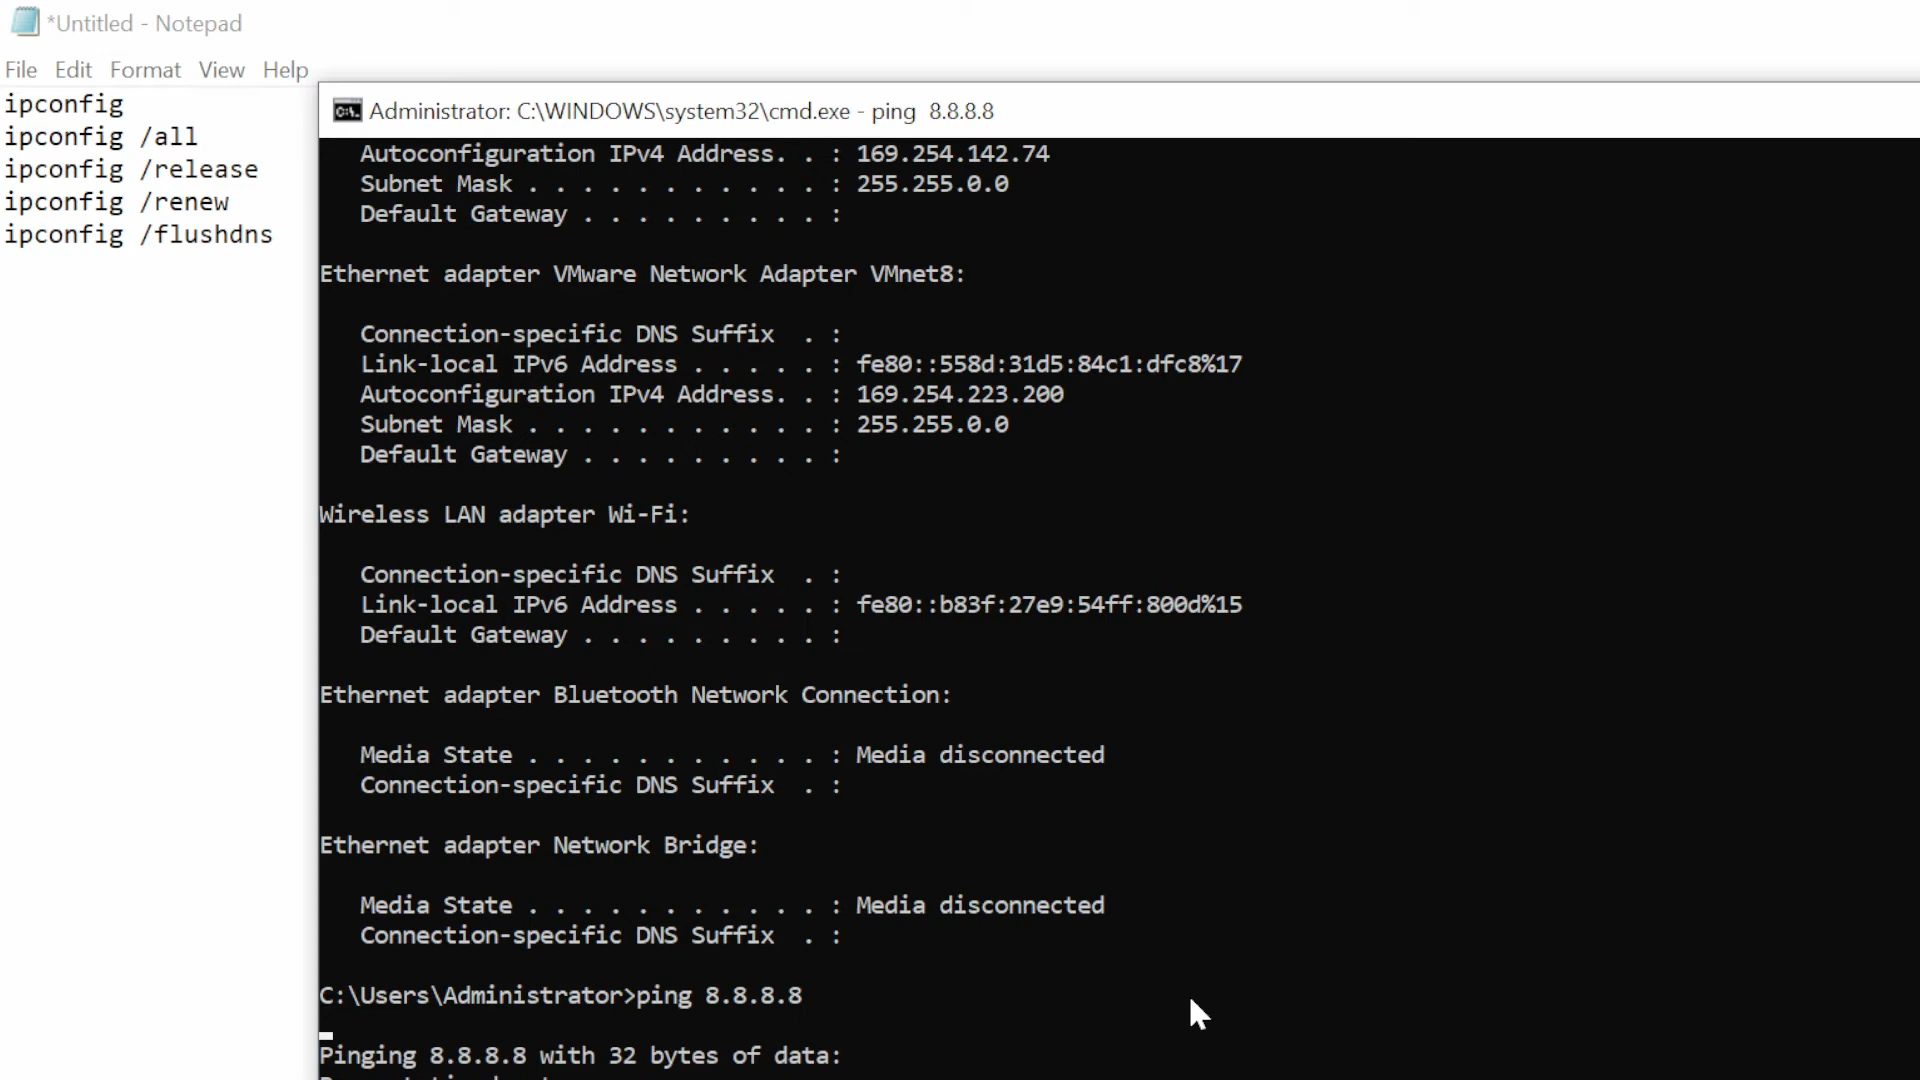 *Untitled - Notepad
File Edit Format View Help
ipconfig
ipconfig /all
ipconfig /release
ipconfig /renew
ipconfig /flushdns
Administrator: C:\WINDOWS\system32\cmd.exe - ping 8.8.8.8
Autoconfiguration IPv4 Address. . : 169.254.142.74
Subnet Mask . . . . . . . . . . . : 255.255.0.0
Default Gateway . . . . . . . . . :
Ethernet adapter VMware Network Adapter VMnet8:
Connection-specific DNS Suffix  . :
Link-local IPv6 Address . . . . . : fe80::558d:31d5:84c1:dfc8%17
Autoconfiguration IPv4 Address. . : 169.254.223.200
Subnet Mask . . . . . . . . . . . : 255.255.0.0
Default Gateway . . . . . . . . . :
Wireless LAN adapter Wi-Fi:
Connection-specific DNS Suffix  . :
Link-local IPv6 Address . . . . . : fe80::b83f:27e9:54ff:800d%15
Default Gateway . . . . . . . . . :
Ethernet adapter Bluetooth Network Connection:
Media State . . . . . . . . . . . : Media disconnected
Connection-specific DNS Suffix  . :
Ethernet adapter Network Bridge:
Media State . . . . . . . . . . . : Media disconnected
Connection-specific DNS Suffix  . :
C:\Users\Administrator>ping 8.8.8.8
Pinging 8.8.8.8 with 32 bytes of data: